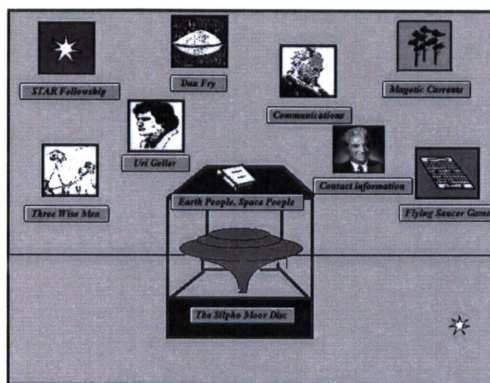 STAR Fellowship
Dan Fry
Communications
Magetic Currents
Uri Geller
Three Wise Men
Earth People, Space People
Contact information
Flying Saucer Game
The Silpho Moor Disc